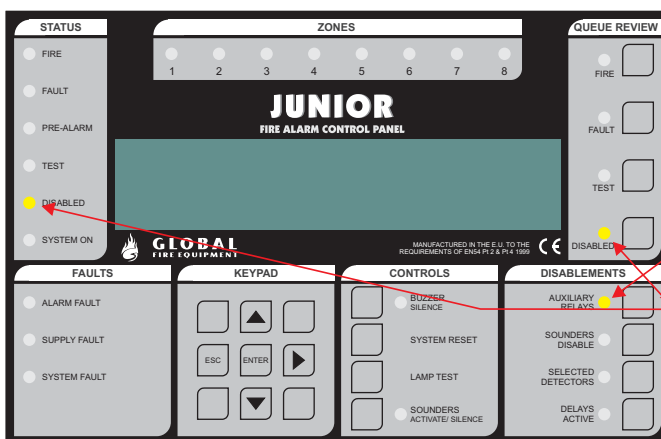 STATUS
ZONES
QUEUE REVIEW
FIRE
FAULT
PRE-ALARM
TEST
DISABLED
SYSTEM ON
1 2 3 4 5 6 7 8
JUNIOR
FIRE ALARM CONTROL PANEL
GLOBAL
FIRE EQUIPMENT
MANUFACTURED IN THE E.U. TO THE
REQUIREMENTS OF EN54 Pt 2 & Pt 4 1999
CE
FIRE
FAULT
TEST
DISABLED
FAULTS
ALARM FAULT
SUPPLY FAULT
SYSTEM FAULT
KEYPAD
ESC
ENTER
CONTROLS
BUZZER
SILENCE
SYSTEM RESET
LAMP TEST
SOUNDERS
ACTIVATE/ SILENCE
DISABLEMENTS
AUXILIARY
RELAYS
SOUNDERS
DISABLE
SELECTED
DETECTORS
DELAYS
ACTIVE